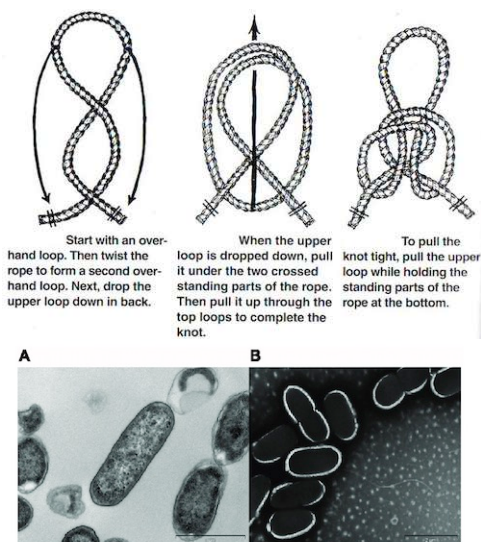 Start with an over-
hand loop. Then twist the
rope to form a second over-
hand loop. Next, drop the
upper loop down in back.
When the upper
loop is dropped down, pull
it under the two crossed
standing parts of the rope.
Then pull it up through the
top loops to complete the
knot.
To pull the
knot tight, pull the upper
loop while holding the
standing parts of the
rope at the bottom.
A
B